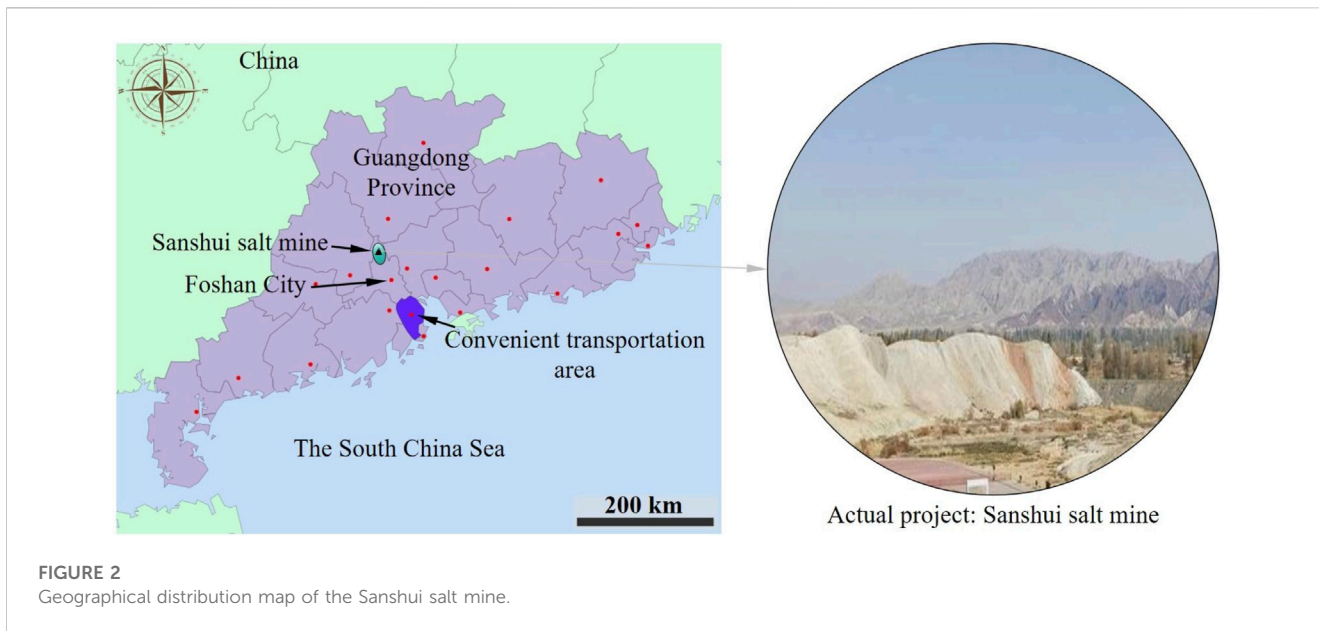 China
Guangdong
Province
Sanshui salt mine
Foshan City
Convenient transportation
area
The South China Sea
200 km
Actual project: Sanshui salt mine
FIGURE 2
Geographical distribution map of the Sanshui salt mine.